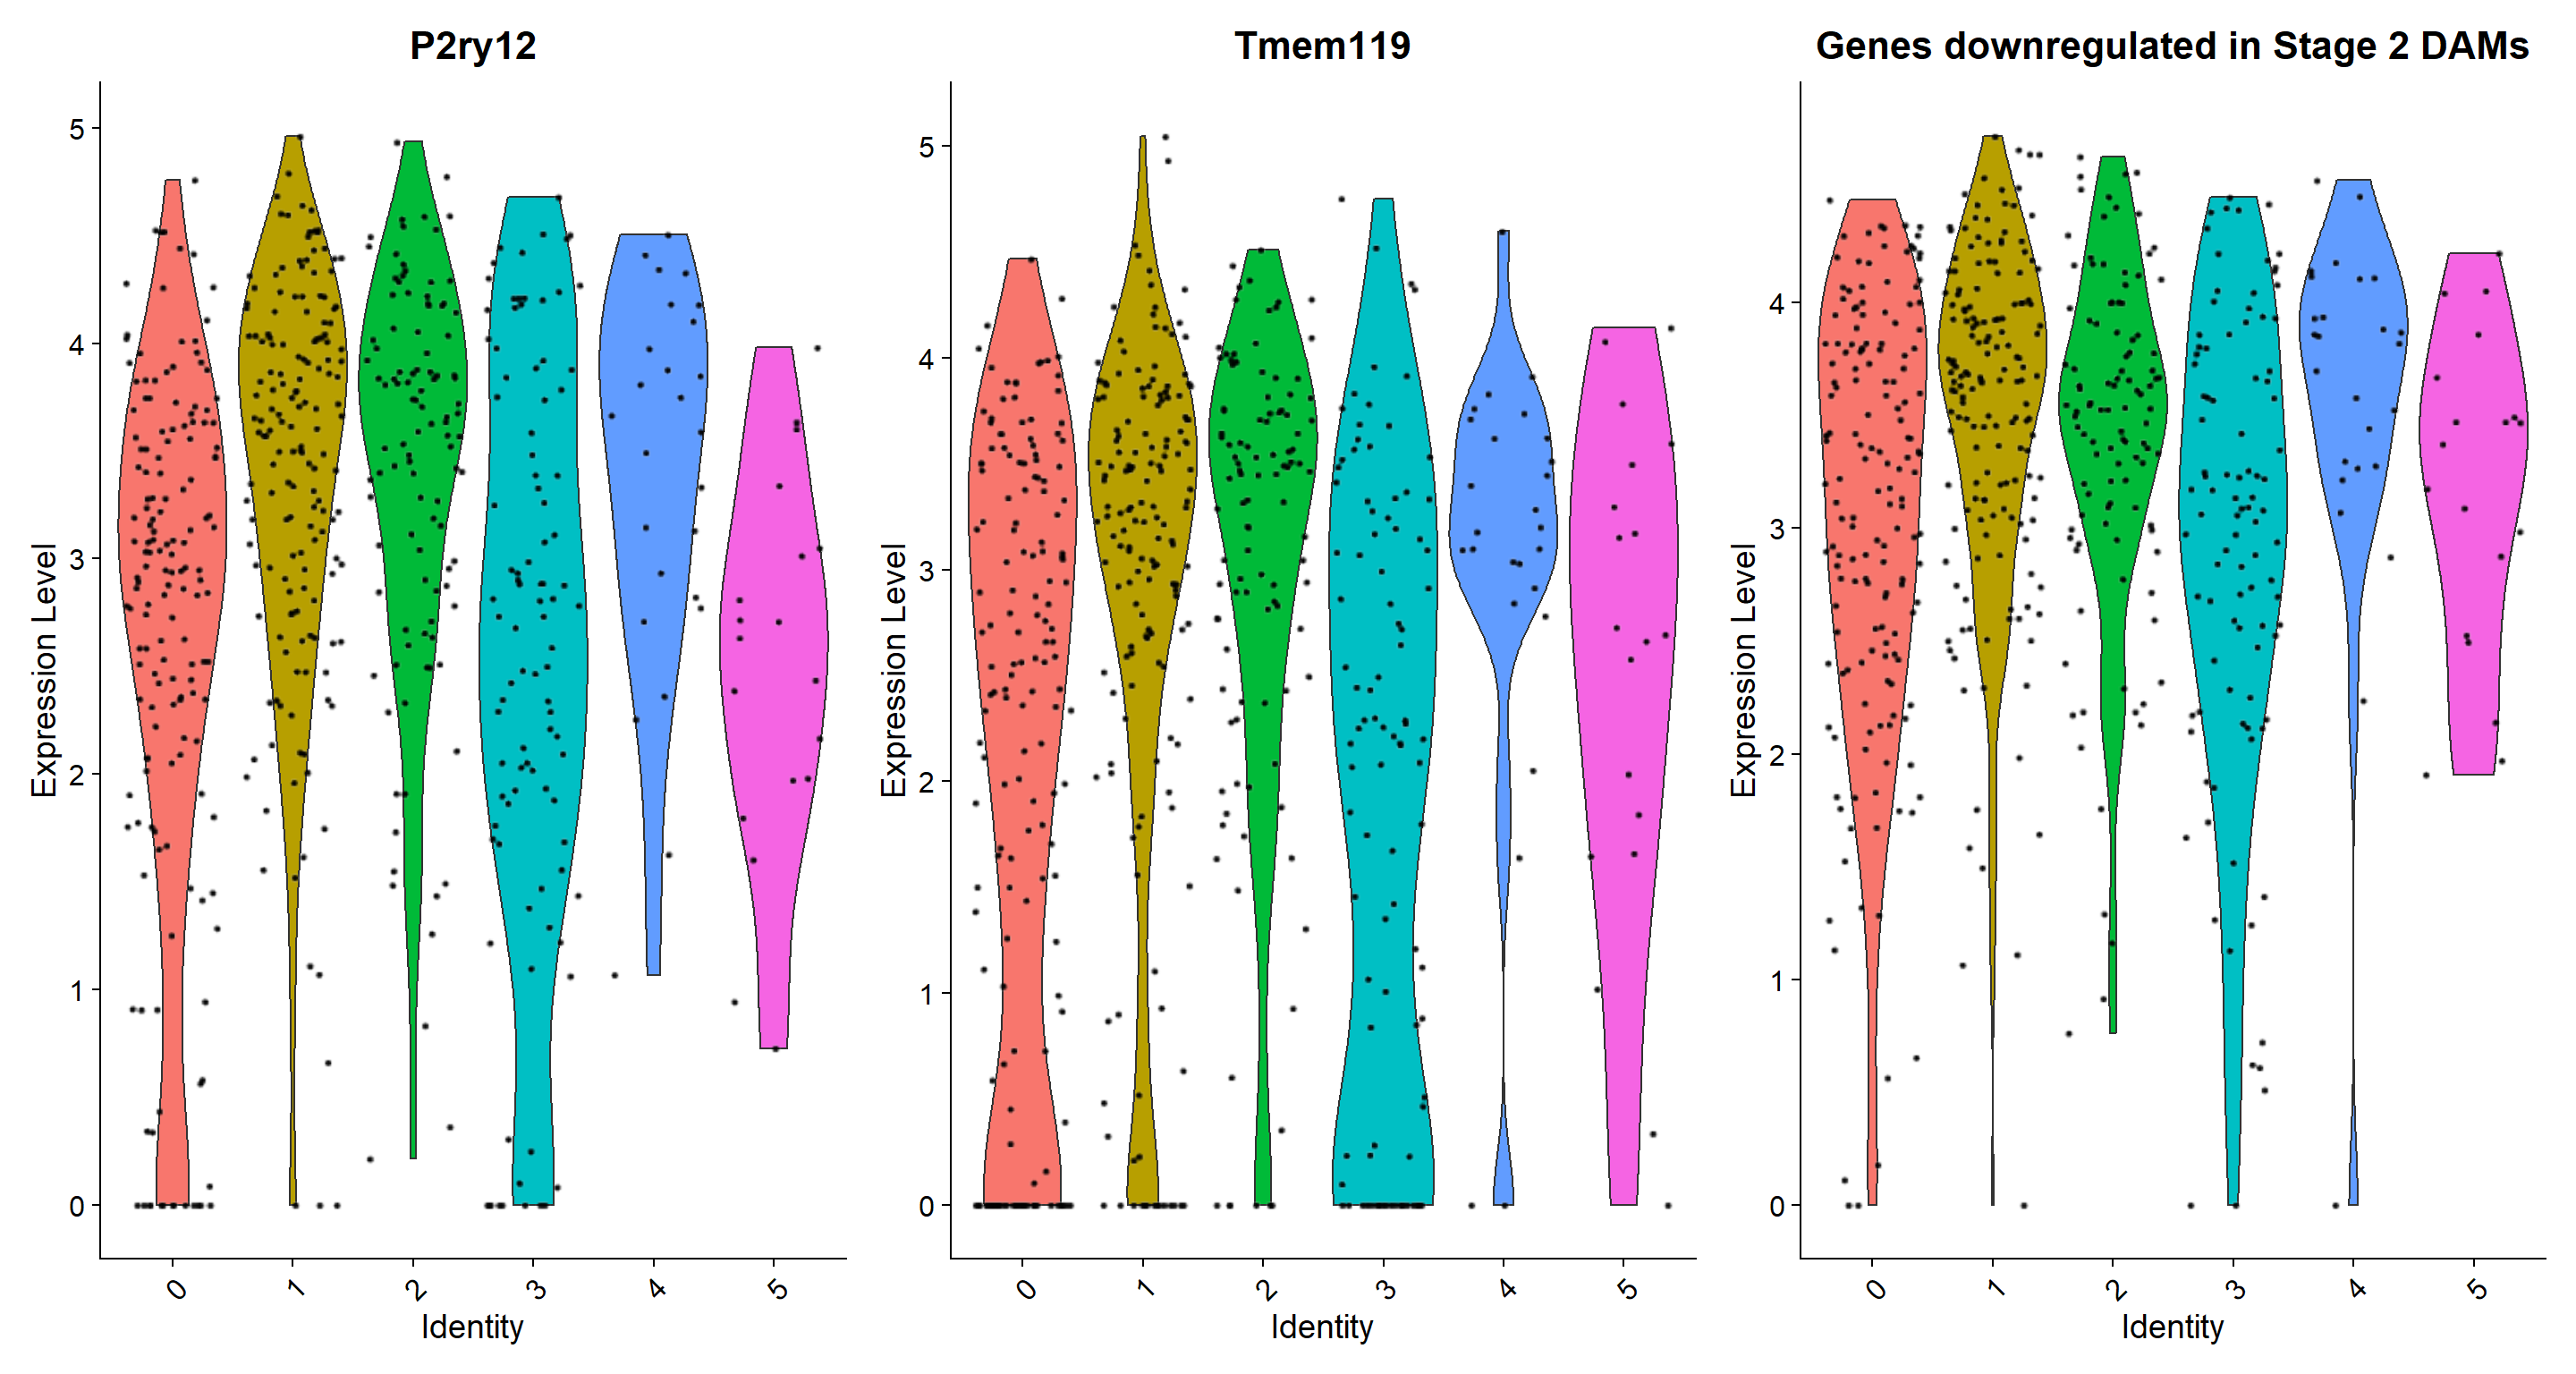 P2ry12
Tmem119
Genes downregulated in Stage 2 DAMs
Expression Level
5
4
3
2
1
0
0 1 2 3 4 5
Identity
Expression Level
5
4
3
2
1
0
0 1 2 3 4 5
Identity
Expression Level
4
3
2
1
0
0 1 2 3 4 5
Identity